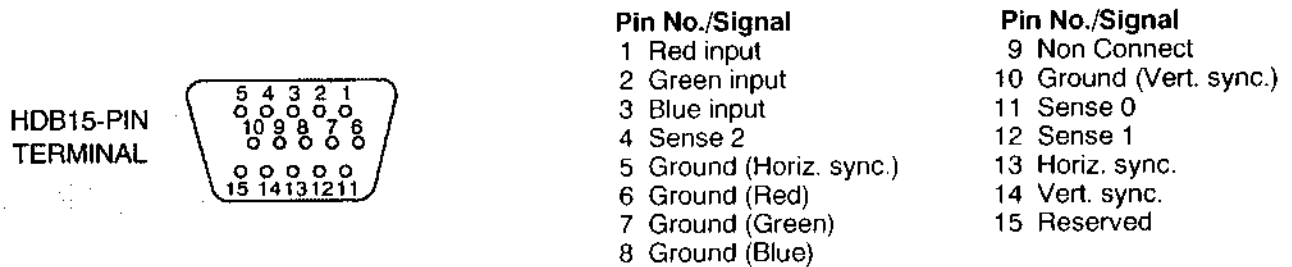 HDB15-PIN
TERMINAL
5 4 3 2 1
10 9 8 7 6
15 14 13 12 11
Pin No./Signal
1 Red input
2 Green input
3 Blue input
4 Sense 2
5 Ground (Horiz. sync.)
6 Ground (Red)
7 Ground (Green)
8 Ground (Blue)
Pin No./Signal
9 Non Connect
10 Ground (Vert. sync.)
11 Sense 0
12 Sense 1
13 Horiz. sync.
14 Vert. sync.
15 Reserved